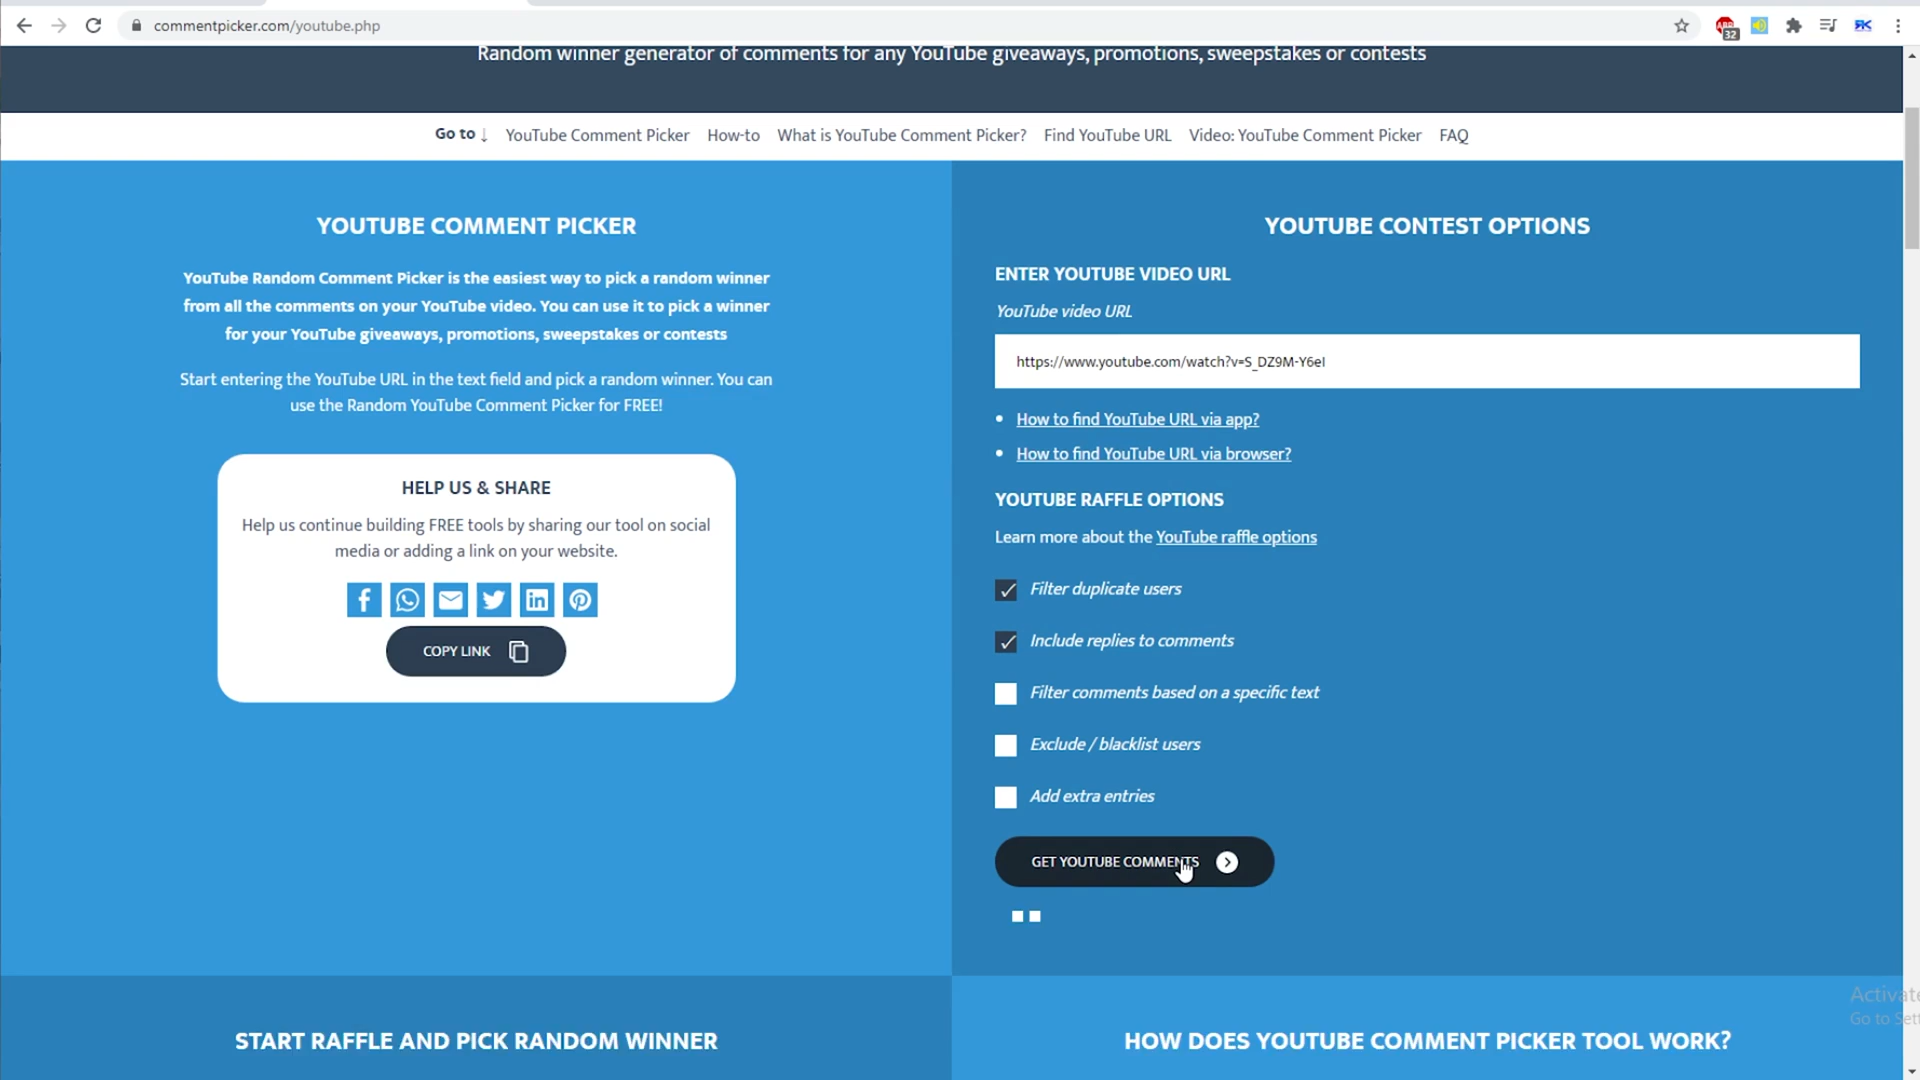 commentpicker.com/youtube.php
ABP
32
Random winner generator of comments for any YouTube giveaways, promotions, sweepstakes or contests
Go to ↓ YouTube Comment Picker How-to What is YouTube Comment Picker? Find YouTube URL Video: YouTube Comment Picker FAQ
YOUTUBE COMMENT PICKER
YouTube Random Comment Picker is the easiest way to pick a random winner
from all the comments on your YouTube video. You can use it to pick a winner
for your YouTube giveaways, promotions, sweepstakes or contests
Start entering the YouTube URL in the text field and pick a random winner. You can
use the Random YouTube Comment Picker for FREE!
HELP US & SHARE
Help us continue building FREE tools by sharing our tool on social
media or adding a link on your website.
COPY LINK
YOUTUBE CONTEST OPTIONS
ENTER YOUTUBE VIDEO URL
YouTube video URL
https://www.youtube.com/watch?v=S_DZ9M-Y6eI
How to find YouTube URL via app?
How to find YouTube URL via browser?
YOUTUBE RAFFLE OPTIONS
Learn more about the YouTube raffle options
Filter duplicate users
Include replies to comments
Filter comments based on a specific text
Exclude / blacklist users
Add extra entries
GET YOUTUBE COMMENTS
START RAFFLE AND PICK RANDOM WINNER
HOW DOES YOUTUBE COMMENT PICKER TOOL WORK?
Activate
Go to Sett